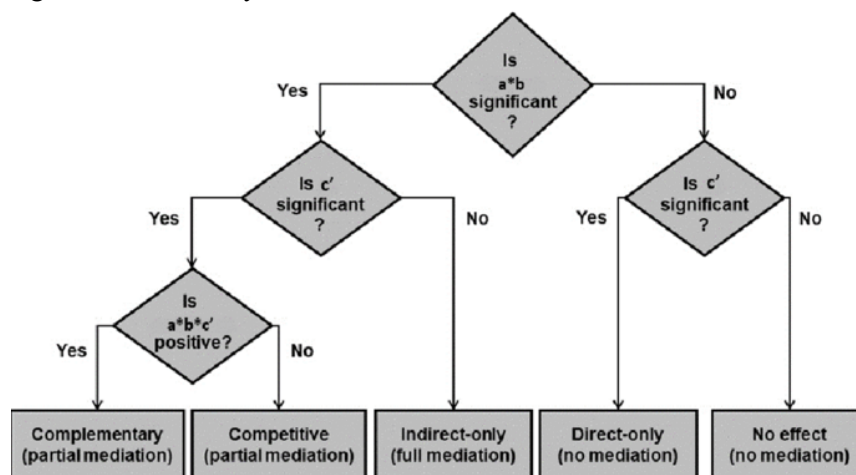 Is
a*b
significant
?
Yes
No
Is c′
significant
?
Is c′
significant
?
Yes
No
Yes
No
Is
a*b*c′
positive?
Yes
No
Complementary
(partial mediation)
Competitive
(partial mediation)
Indirect-only
(full mediation)
Direct-only
(no mediation)
No effect
(no mediation)